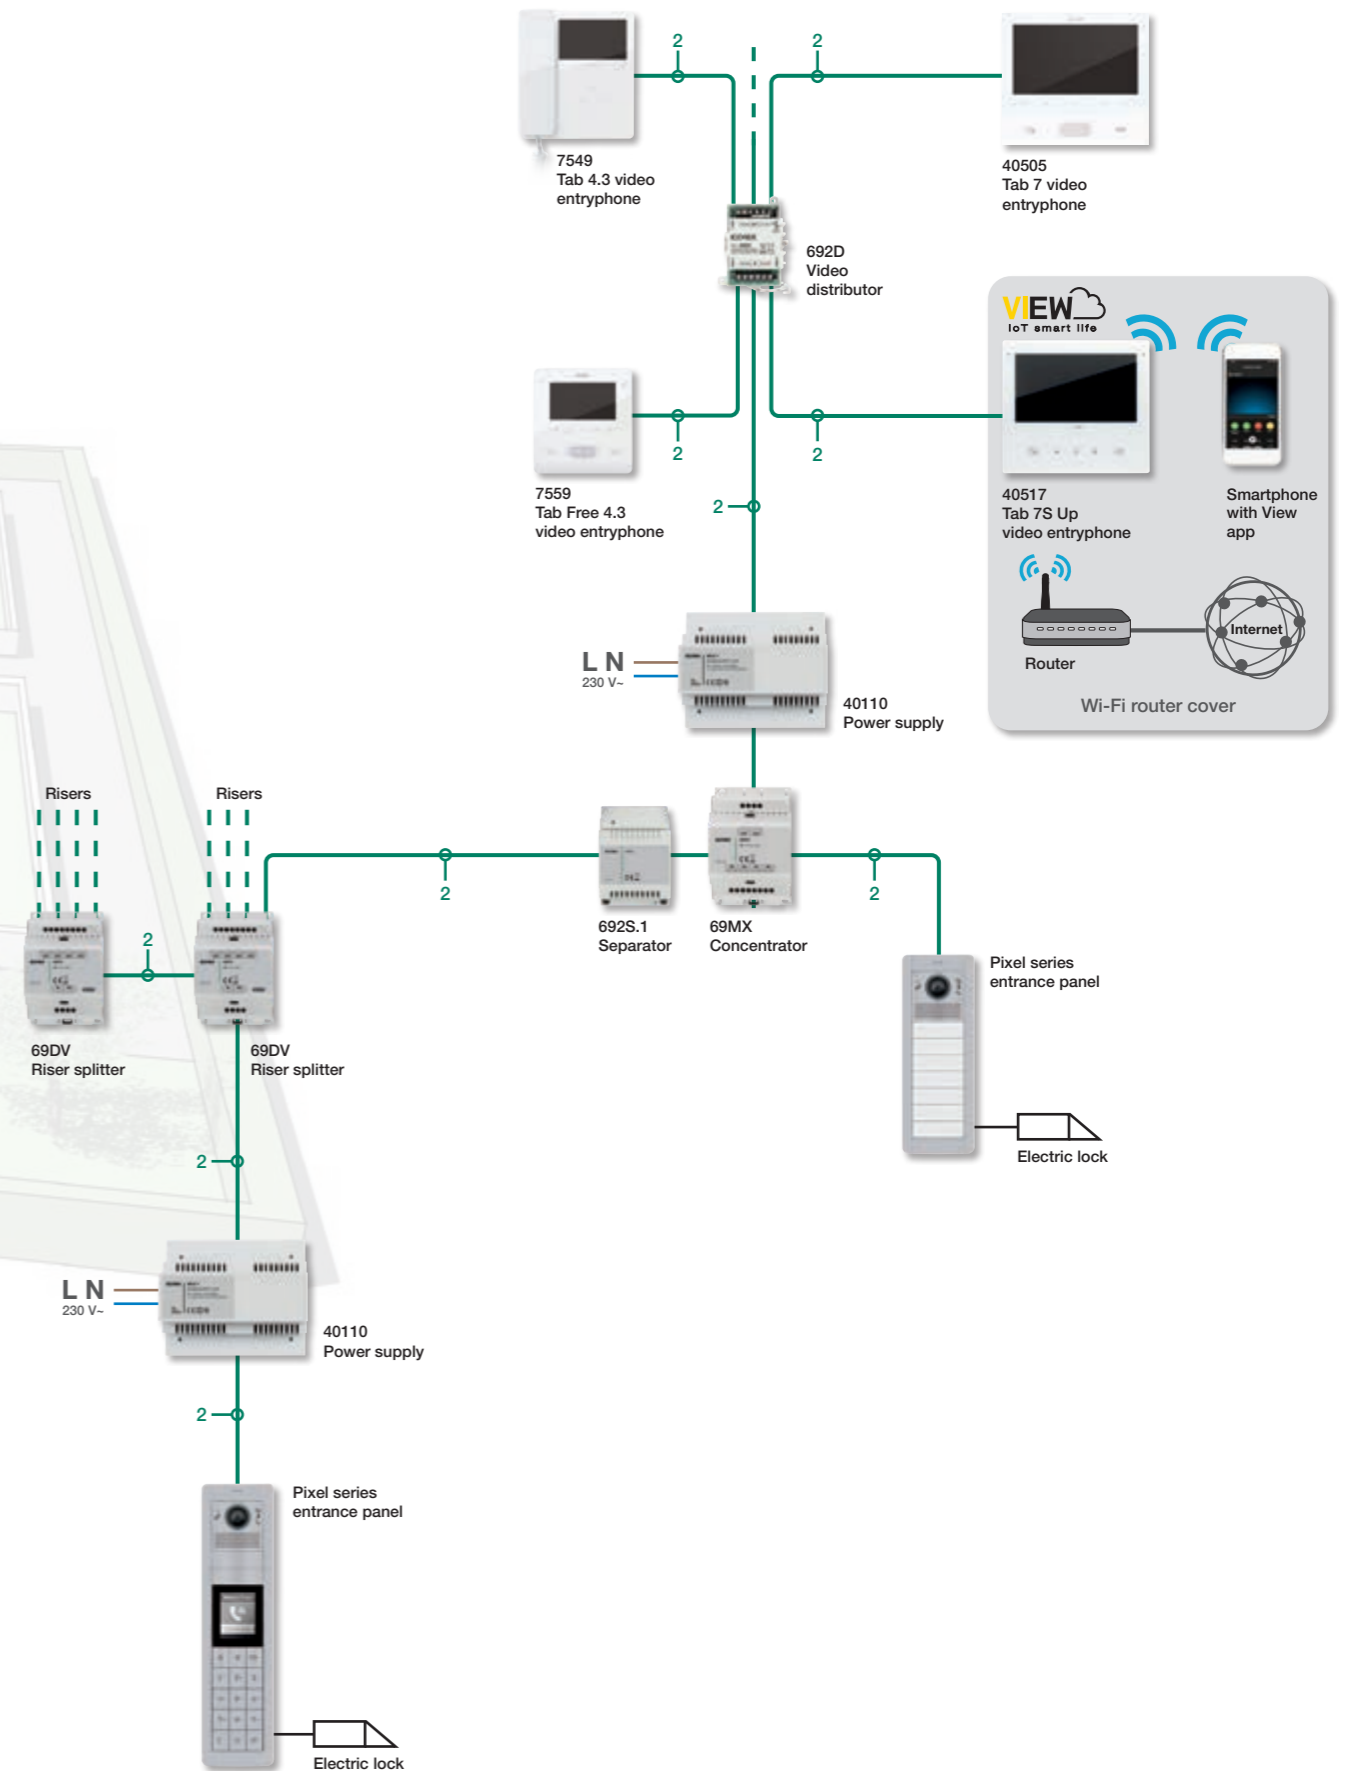 2
2
7549
Tab 4.3 video
entryphone
40505
Tab 7 video
entryphone
692D
Video
distributor
VIEW
IoT smart life
2
2
7559
Tab Free 4.3
video entryphone
2
40517
Tab 7S Up
video entryphone
Smartphone
with View
app
Internet
Router
Wi-Fi router cover
L N
230 V~
40110
Power supply
Risers
Risers
2
2
692S.1
Separator
69MX
Concentrator
2
Pixel series
entrance panel
69DV
Riser splitter
69DV
Riser splitter
Electric lock
2
L N
230 V~
40110
Power supply
2
Pixel series
entrance panel
Electric lock